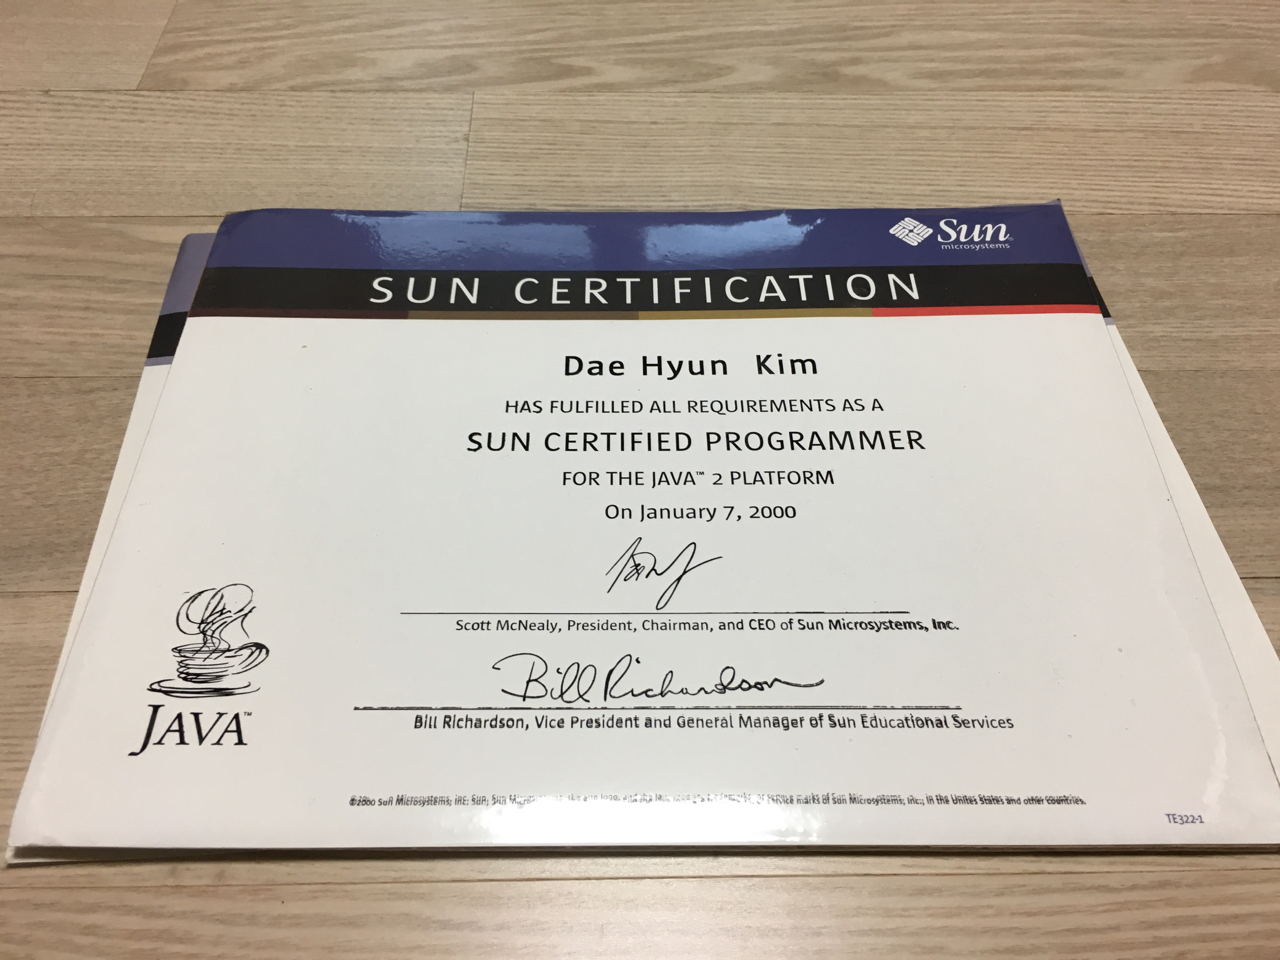 Sun
microsystems
SUN CERTIFICATION
Dae Hyun Kim
HAS FULFILLED ALL REQUIREMENTS AS A
SUN CERTIFIED PROGRAMMER
FOR THE JAVA™ 2 PLATFORM
On January 7, 2000
Scott McNealy, President, Chairman, and CEO of Sun Microsystems, Inc.
Bill Richardson
Bill Richardson, Vice President and General Manager of Sun Educational Services
JAVA™
©2000 Sun Microsystems, Inc. Sun, Sun marks of Sun Microsystems, Inc., in the Unites States and other countries.
TE322-1